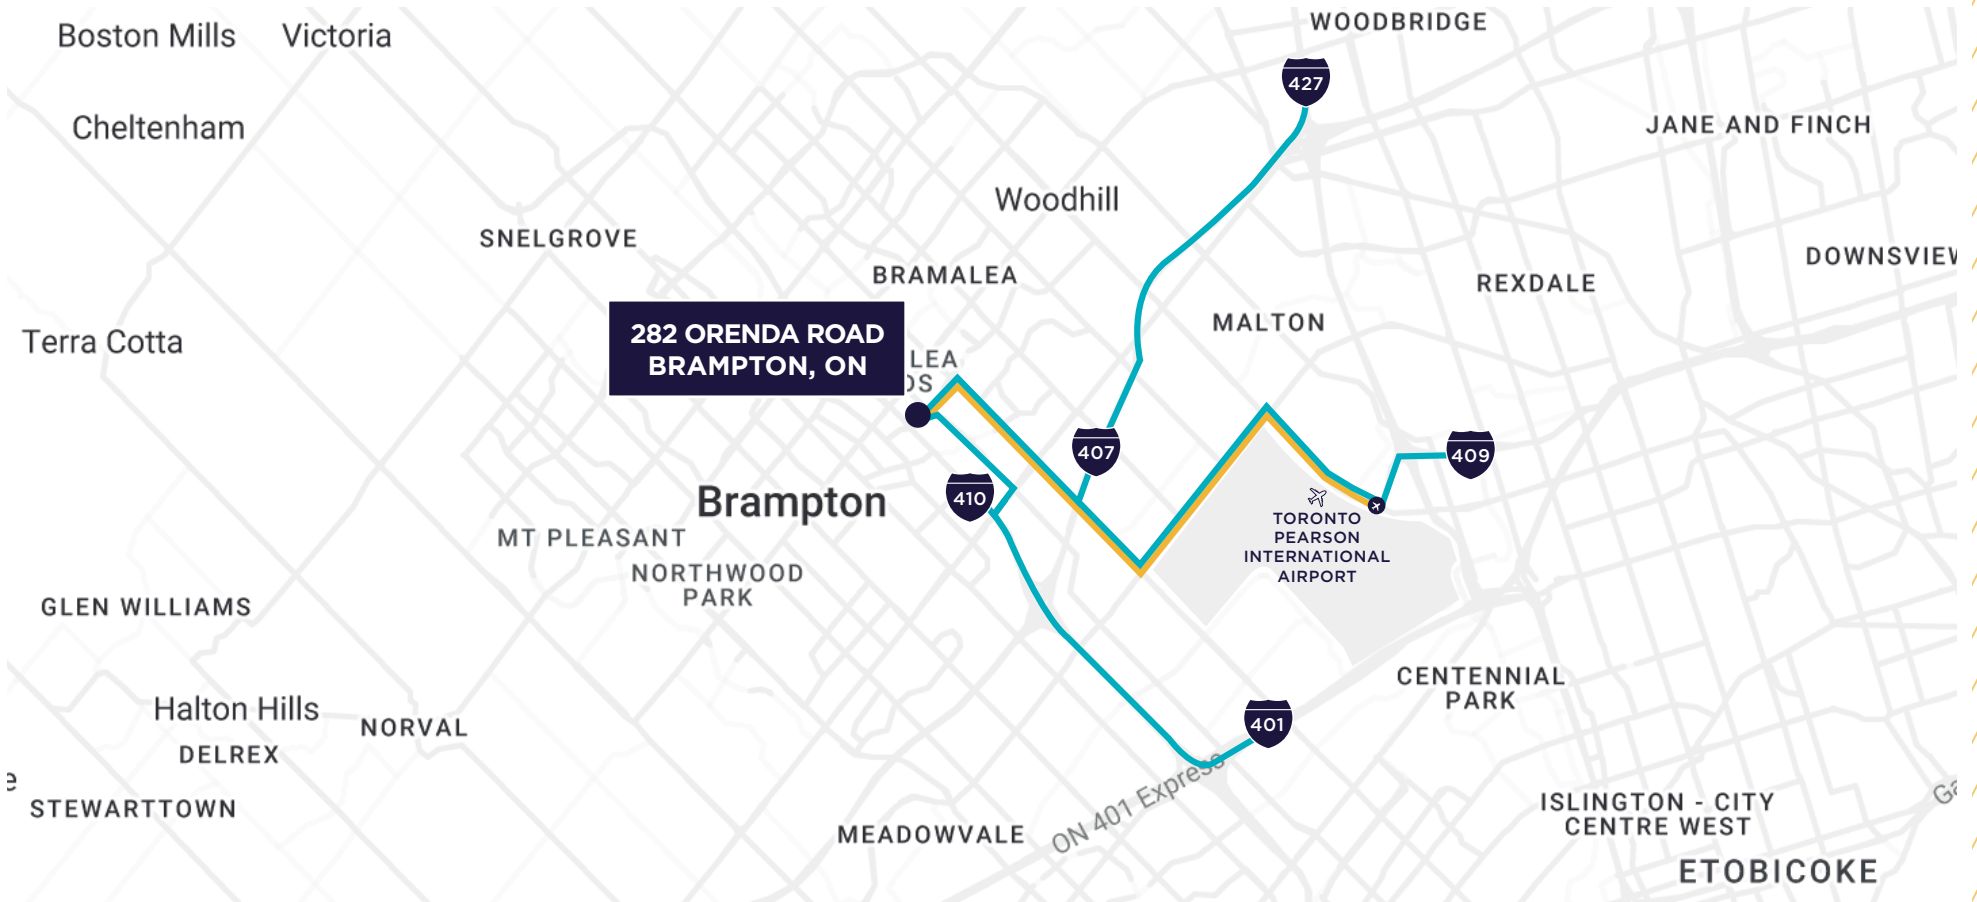 WOODBRIDGE
Boston Mills
Victoria
427
Cheltenham
JANE AND FINCH
Woodhill
SNELGROVE
DOWNSVIEW
BRAMALEA
REXDALE
MALTON
282 ORENDA ROAD
BRAMPTON, ON
Terra Cotta
LEA
DS
407
409
410
Brampton
TORONTO
PEARSON
INTERNATIONAL
AIRPORT
MT PLEASANT
NORTHWOOD
PARK
GLEN WILLIAMS
CENTENNIAL
PARK
Halton Hills
NORVAL
401
DELREX
ON 401 Express
e
STEWARTTOWN
Ga
ISLINGTON - CITY
CENTRE WEST
MEADOWVALE
ETOBICOKE